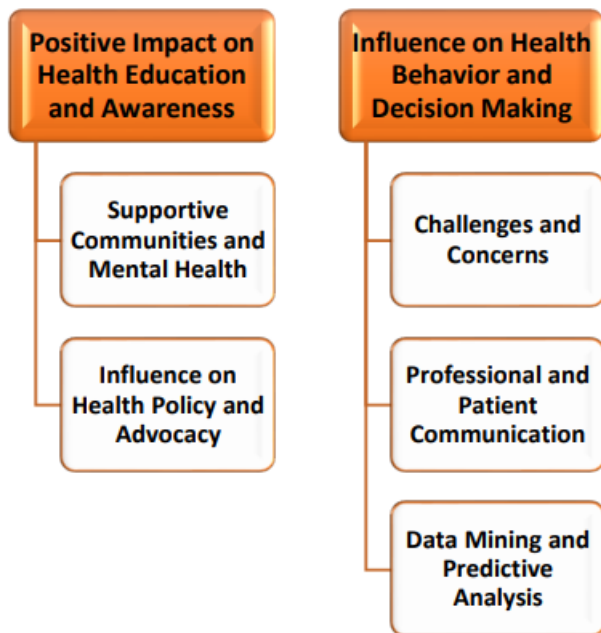 Positive Impact on
Health Education
and Awareness
Supportive
Communities and
Mental Health
Influence on
Health Policy and
Advocacy
Influence on Health
Behavior and
Decision Making
Challenges and
Concerns
Professional and
Patient
Communication
Data Mining and
Predictive
Analysis